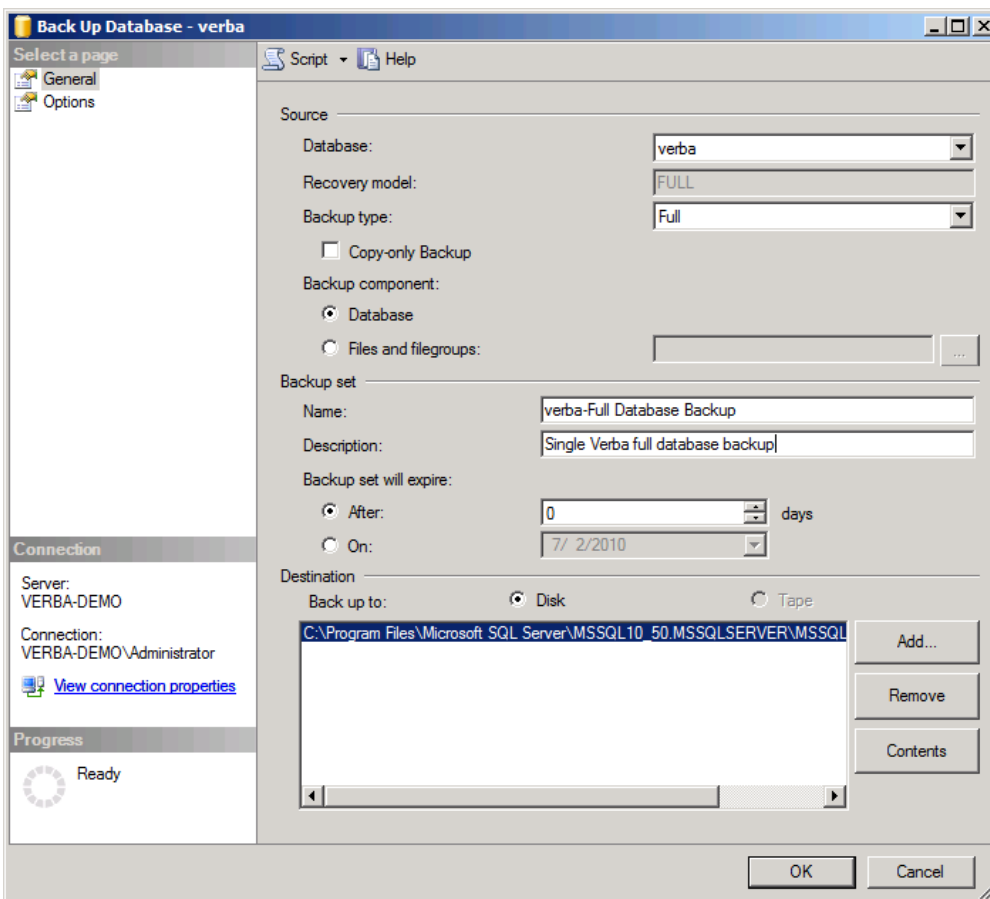 Back Up Database - verba
Select a page
General
Options
Script
Help
Source
Database:
verba
Recovery model:
FULL
Backup type:
Full
Copy-only Backup
Backup component:
Database
Files and filegroups:
...
Backup set
Name:
verba-Full Database Backup
Description:
Single Verba full database backup
Backup set will expire:
After:
0
days
On:
7/ 2/2010
Destination
Back up to:
Disk
Tape
C:\Program Files\Microsoft SQL Server\MSSQL10_50.MSSQLSERVER\MSSQL
Add...
Remove
Contents
Connection
Server:
VERBA-DEMO
Connection:
VERBA-DEMO\Administrator
View connection properties
Progress
Ready
OK
Cancel